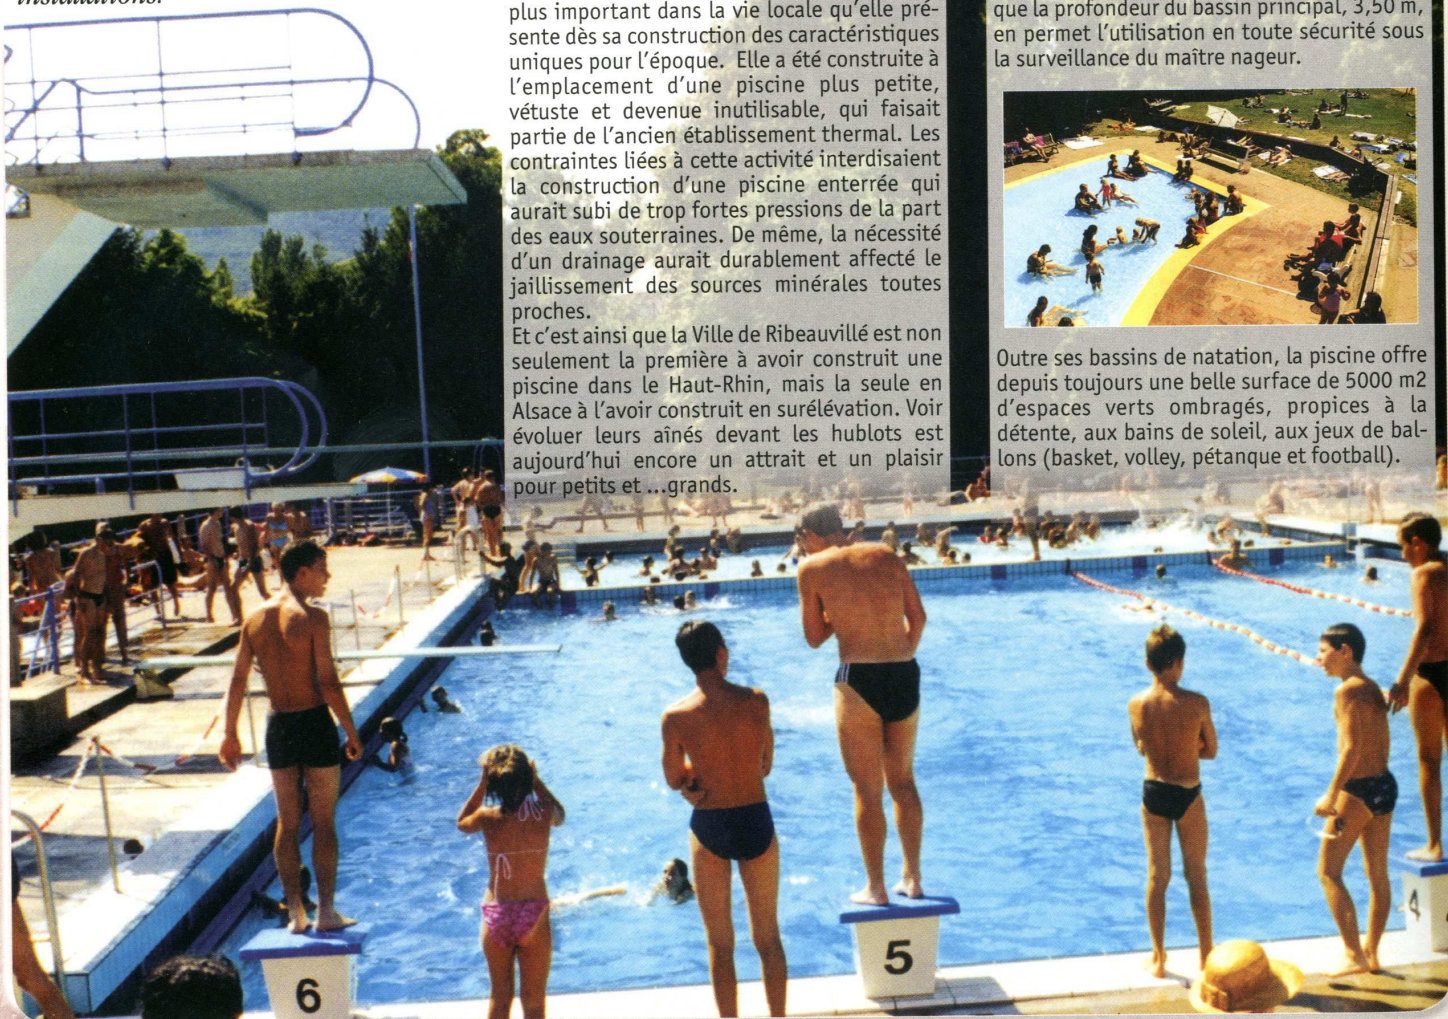 installations.
plus important dans la vie locale qu'elle pré-
sente dès sa construction des caractéristiques
uniques pour l'époque. Elle a été construite à
l'emplacement d'une piscine plus petite,
vétuste et devenue inutilisable, qui faisait
partie de l'ancien établissement thermal. Les
contraintes liées à cette activité interdisaient
la construction d'une piscine enterrée qui
aurait subi de trop fortes pressions de la part
des eaux souterraines. De même, la nécessité
d'un drainage aurait durablement affecté le
jaillissement des sources minérales toutes
proches.
Et c'est ainsi que la Ville de Ribeauvillé est non
seulement la première à avoir construit une
piscine dans le Haut-Rhin, mais la seule en
Alsace à l'avoir construit en surélévation. Voir
évoluer leurs aînés devant les hublots est
aujourd'hui encore un attrait et un plaisir
pour petits et ...grands.
que la profondeur du bassin principal, 3,50 m,
en permet l'utilisation en toute sécurité sous
la surveillance du maître nageur.
Outre ses bassins de natation, la piscine offre
depuis toujours une belle surface de 5000 m2
d'espaces verts ombragés, propices à la
détente, aux bains de soleil, aux jeux de bal-
lons (basket, volley, pétanque et football).
6
5
4